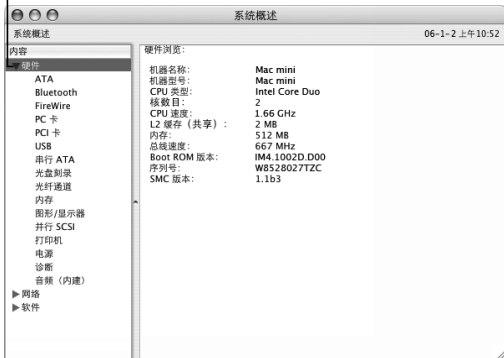 系统概述
系统概述 06-1-2 上午10:52
内容
硬件
ATA
Bluetooth
FireWire
PC 卡
PCI 卡
USB
串行 ATA
光盘刻录
光纤通道
内存
图形/显示器
并行 SCSI
打印机
电源
诊断
音频（内建）
网络
软件
硬件浏览：
机器名称： Mac mini
机器型号： Mac mini
CPU 类型： Intel Core Duo
核数目： 2
CPU 速度： 1.66 GHz
L2 缓存（共享）： 2 MB
内存： 512 MB
总线速度： 667 MHz
Boot ROM 版本： IM4.1002D.D00
序列号： W8528027TZC
SMC 版本： 1.1b3